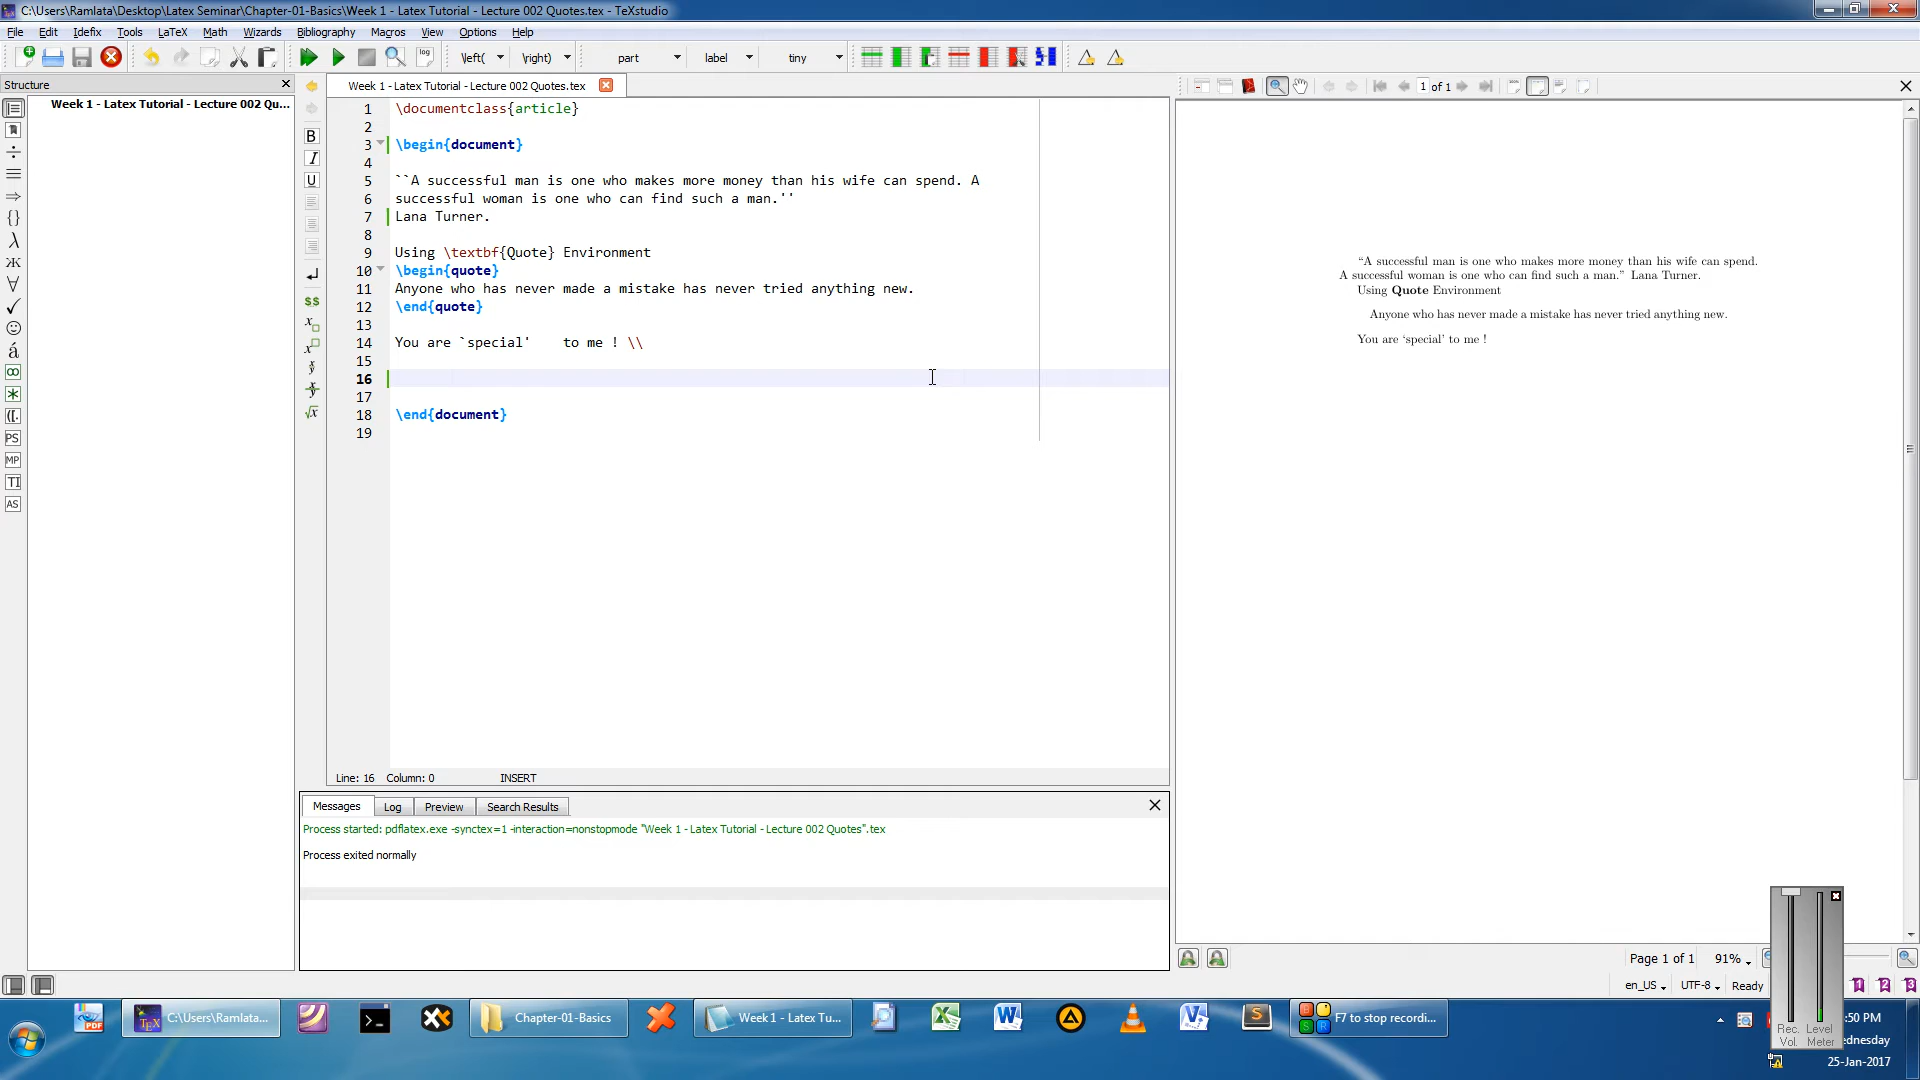 C:\Users\Ramlata\Desktop\Latex Seminar\Chapter-01-Basics\Week 1 - Latex Tutorial - Lecture 002 Quotes.tex - TeXstudio
File Edit Idefix Tools LaTeX Math Wizards Bibliography Macros View Options Help
\left( \right) part label tiny
Structure
Week 1 - Latex Tutorial - Lecture 002 Quotes.tex
1 of 1
Week 1 - Latex Tutorial - Lecture 002 Qu...
1 \documentclass{article}
2
3 \begin{document}
4
5 ``A successful man is one who makes more money than his wife can spend. A
6 successful woman is one who can find such a man.''
7 Lana Turner.
8
9 Using \textbf{Quote} Environment
10 \begin{quote}
11 Anyone who has never made a mistake has never tried anything new.
12 \end{quote}
13
14 You are `special'    to me ! \\
15
16
17
18 \end{document}
19
B
I
U
$$
PS
MP
TI
AS
“A successful man is one who makes more money than his wife can spend.
A successful woman is one who can find such a man.” Lana Turner.
Using Quote Environment
Anyone who has never made a mistake has never tried anything new.
You are ‘special’ to me !
Line: 16 Column: 0 INSERT
Messages Log Preview Search Results
Process started: pdflatex.exe -synctex=1 -interaction=nonstopmode "Week 1 - Latex Tutorial - Lecture 002 Quotes".tex
Process exited normally
Page 1 of 1 91%
en_US UTF-8 Ready
1 2 3
Rec. Level
Vol. Meter
PDF
C:\Users\Ramlata...
Chapter-01-Basics
Week 1 - Latex Tu...
F7 to stop recordi...
:50 PM
ednesday
25-Jan-2017